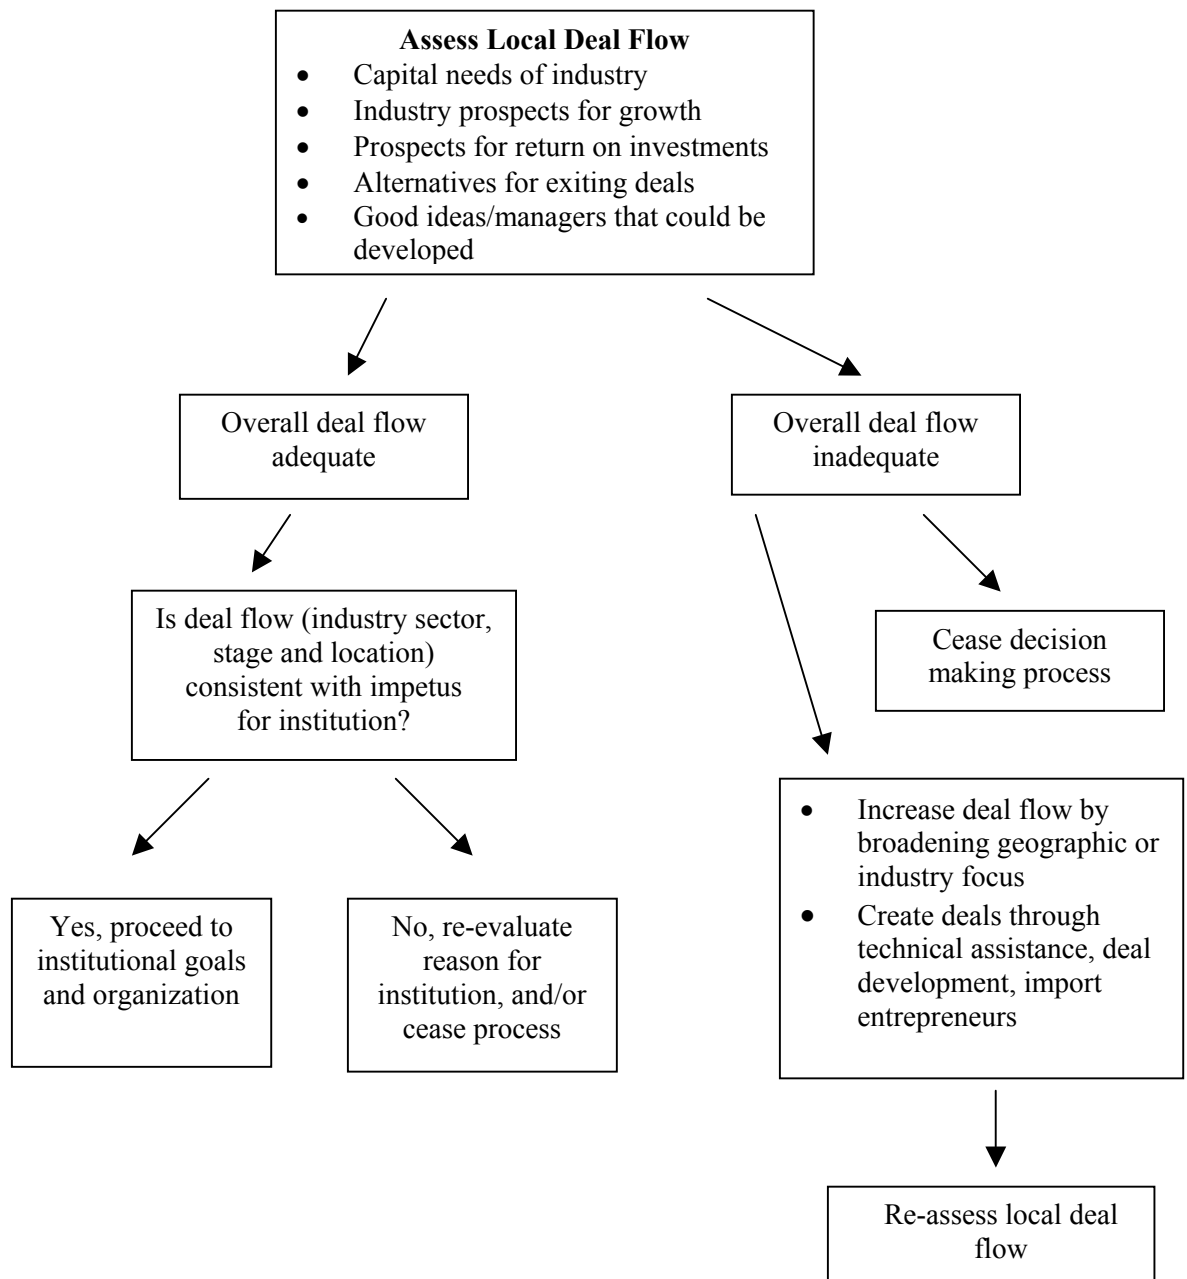 Assess Local Deal Flow
• Capital needs of industry
• Industry prospects for growth
• Prospects for return on investments
• Alternatives for exiting deals
• Good ideas/managers that could be
developed
Overall deal flow
adequate
Overall deal flow
inadequate
Is deal flow (industry sector,
stage and location)
consistent with impetus
for institution?
Cease decision
making process
Yes, proceed to
institutional goals
and organization
No, re-evaluate
reason for
institution, and/or
cease process
• Increase deal flow by
broadening geographic or
industry focus
• Create deals through
technical assistance, deal
development, import
entrepreneurs
Re-assess local deal
flow